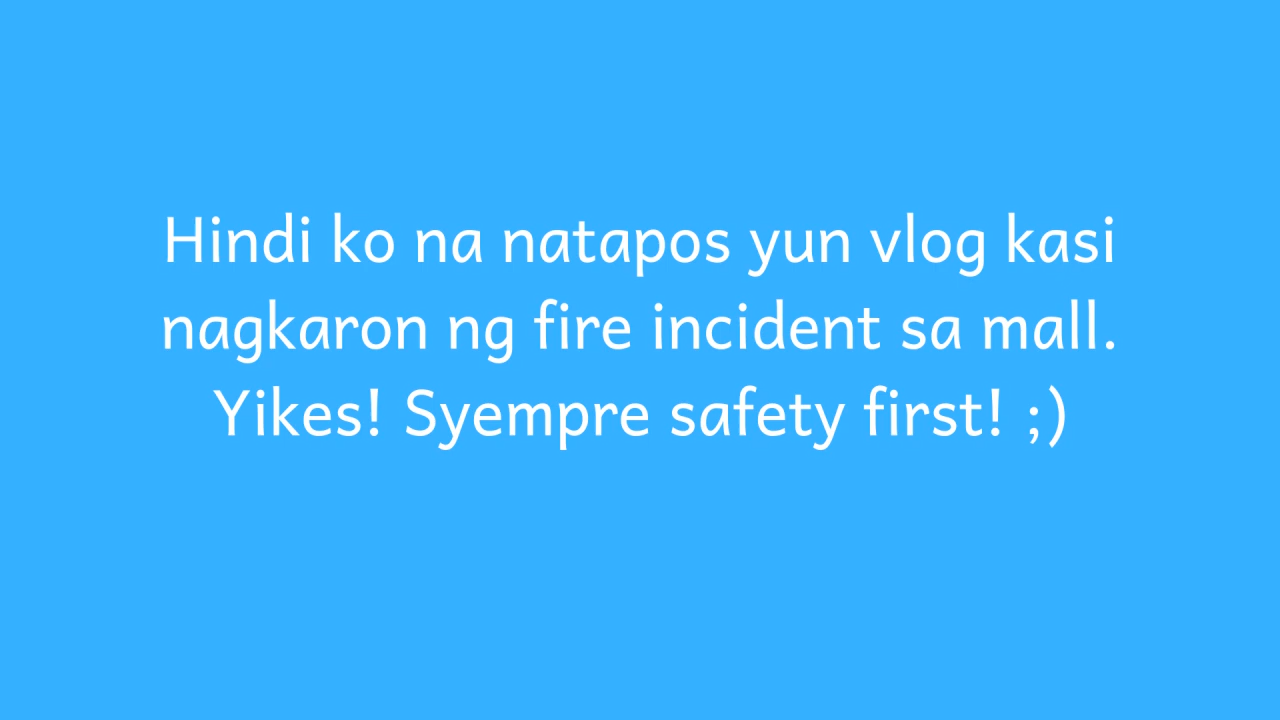 Hindi ko na natapos yun vlog kasi
nagkaron ng fire incident sa mall.
Yikes! Syempre safety first! ;)